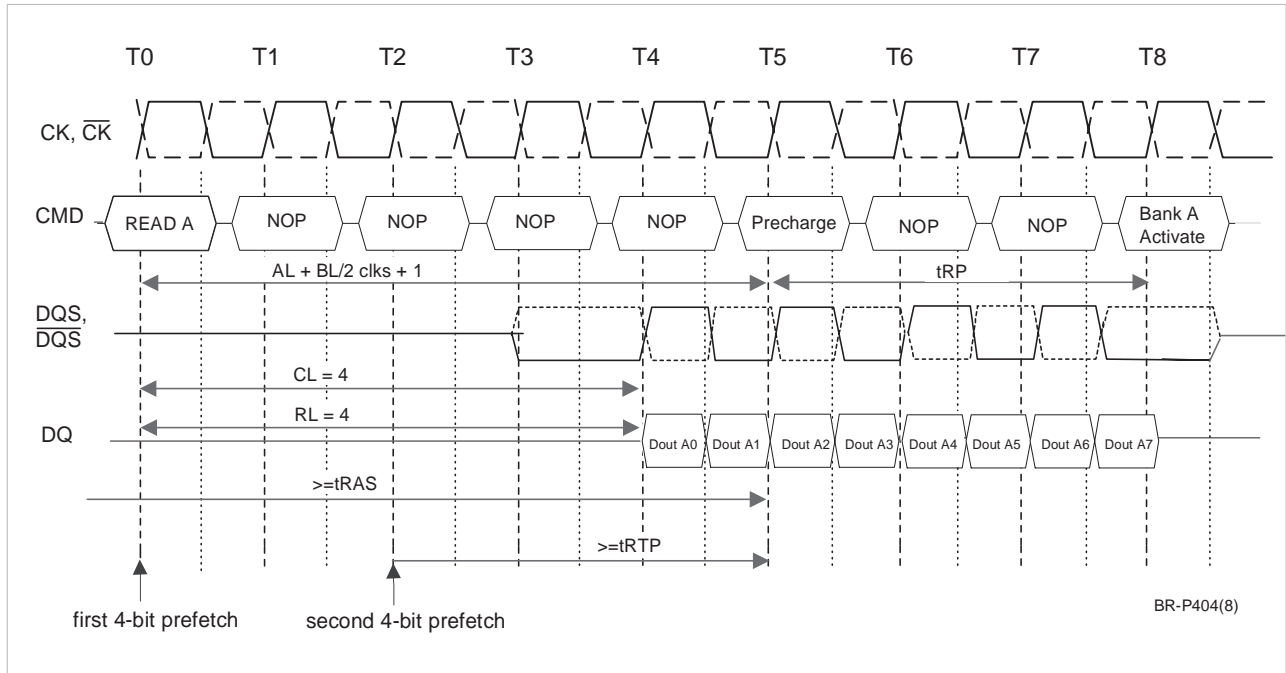 T0 T1 T2 T3 T4 T5 T6 T7 T8
CK, CK
CMD READ A NOP NOP NOP NOP Precharge NOP NOP Bank A Activate
AL + BL/2 clks + 1 tRP
DQS,
DQS
CL = 4
RL = 4
DQ Dout A0 Dout A1 Dout A2 Dout A3 Dout A4 Dout A5 Dout A6 Dout A7
>=tRAS
>=tRTP
first 4-bit prefetch second 4-bit prefetch
BR-P404(8)